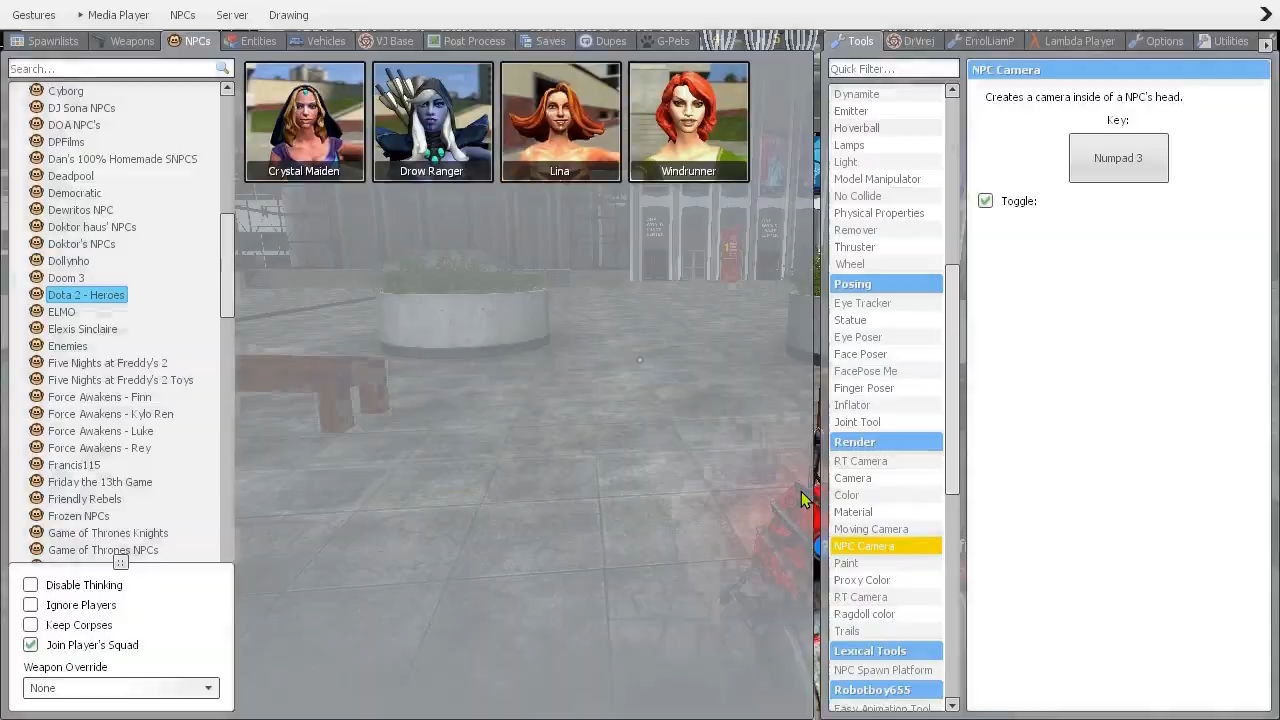 Gestures
Media Player
NPCs
Server
Drawing
Spawnlists
Weapons
NPCs
Entities
Vehicles
VJ Base
Post Process
Saves
Dupes
G-Pets
Tools
DrVrej
ErrolLiamP
Lambda Player
Options
Utilities
Search...
Cyborg
DJ Sona NPCs
DOA NPC's
DPFilms
Dan's 100% Homemade SNPCS
Deadpool
Democratic
Dewritos NPC
Doktor haus' NPCs
Doktor's NPCs
Dollynho
Doom 3
Dota 2 - Heroes
ELMO
Elexis Sinclaire
Enemies
Five Nights at Freddy's 2
Five Nights at Freddy's 2 Toys
Force Awakens - Finn
Force Awakens - Kylo Ren
Force Awakens - Luke
Force Awakens - Rey
Francis115
Friday the 13th Game
Friendly Rebels
Frozen NPCs
Game of Thrones Knights
Game of Thrones NPCs
Disable Thinking
Ignore Players
Keep Corpses
Join Player's Squad
Weapon Override
None
Crystal Maiden
Drow Ranger
Lina
Windrunner
Quick Filter...
Dynamite
Emitter
Hoverball
Lamps
Light
Model Manipulator
No Collide
Physical Properties
Remover
Thruster
Wheel
Posing
Eye Tracker
Statue
Eye Poser
Face Poser
FacePose Me
Finger Poser
Inflator
Joint Tool
Render
RT Camera
Camera
Color
Material
Moving Camera
NPC Camera
Paint
Proxy Color
RT Camera
Ragdoll color
Trails
Lexical Tools
NPC Spawn Platform
Robotboy655
Easy Animation Tool
NPC Camera
Creates a camera inside of a NPC's head.
Key:
Numpad 3
Toggle: